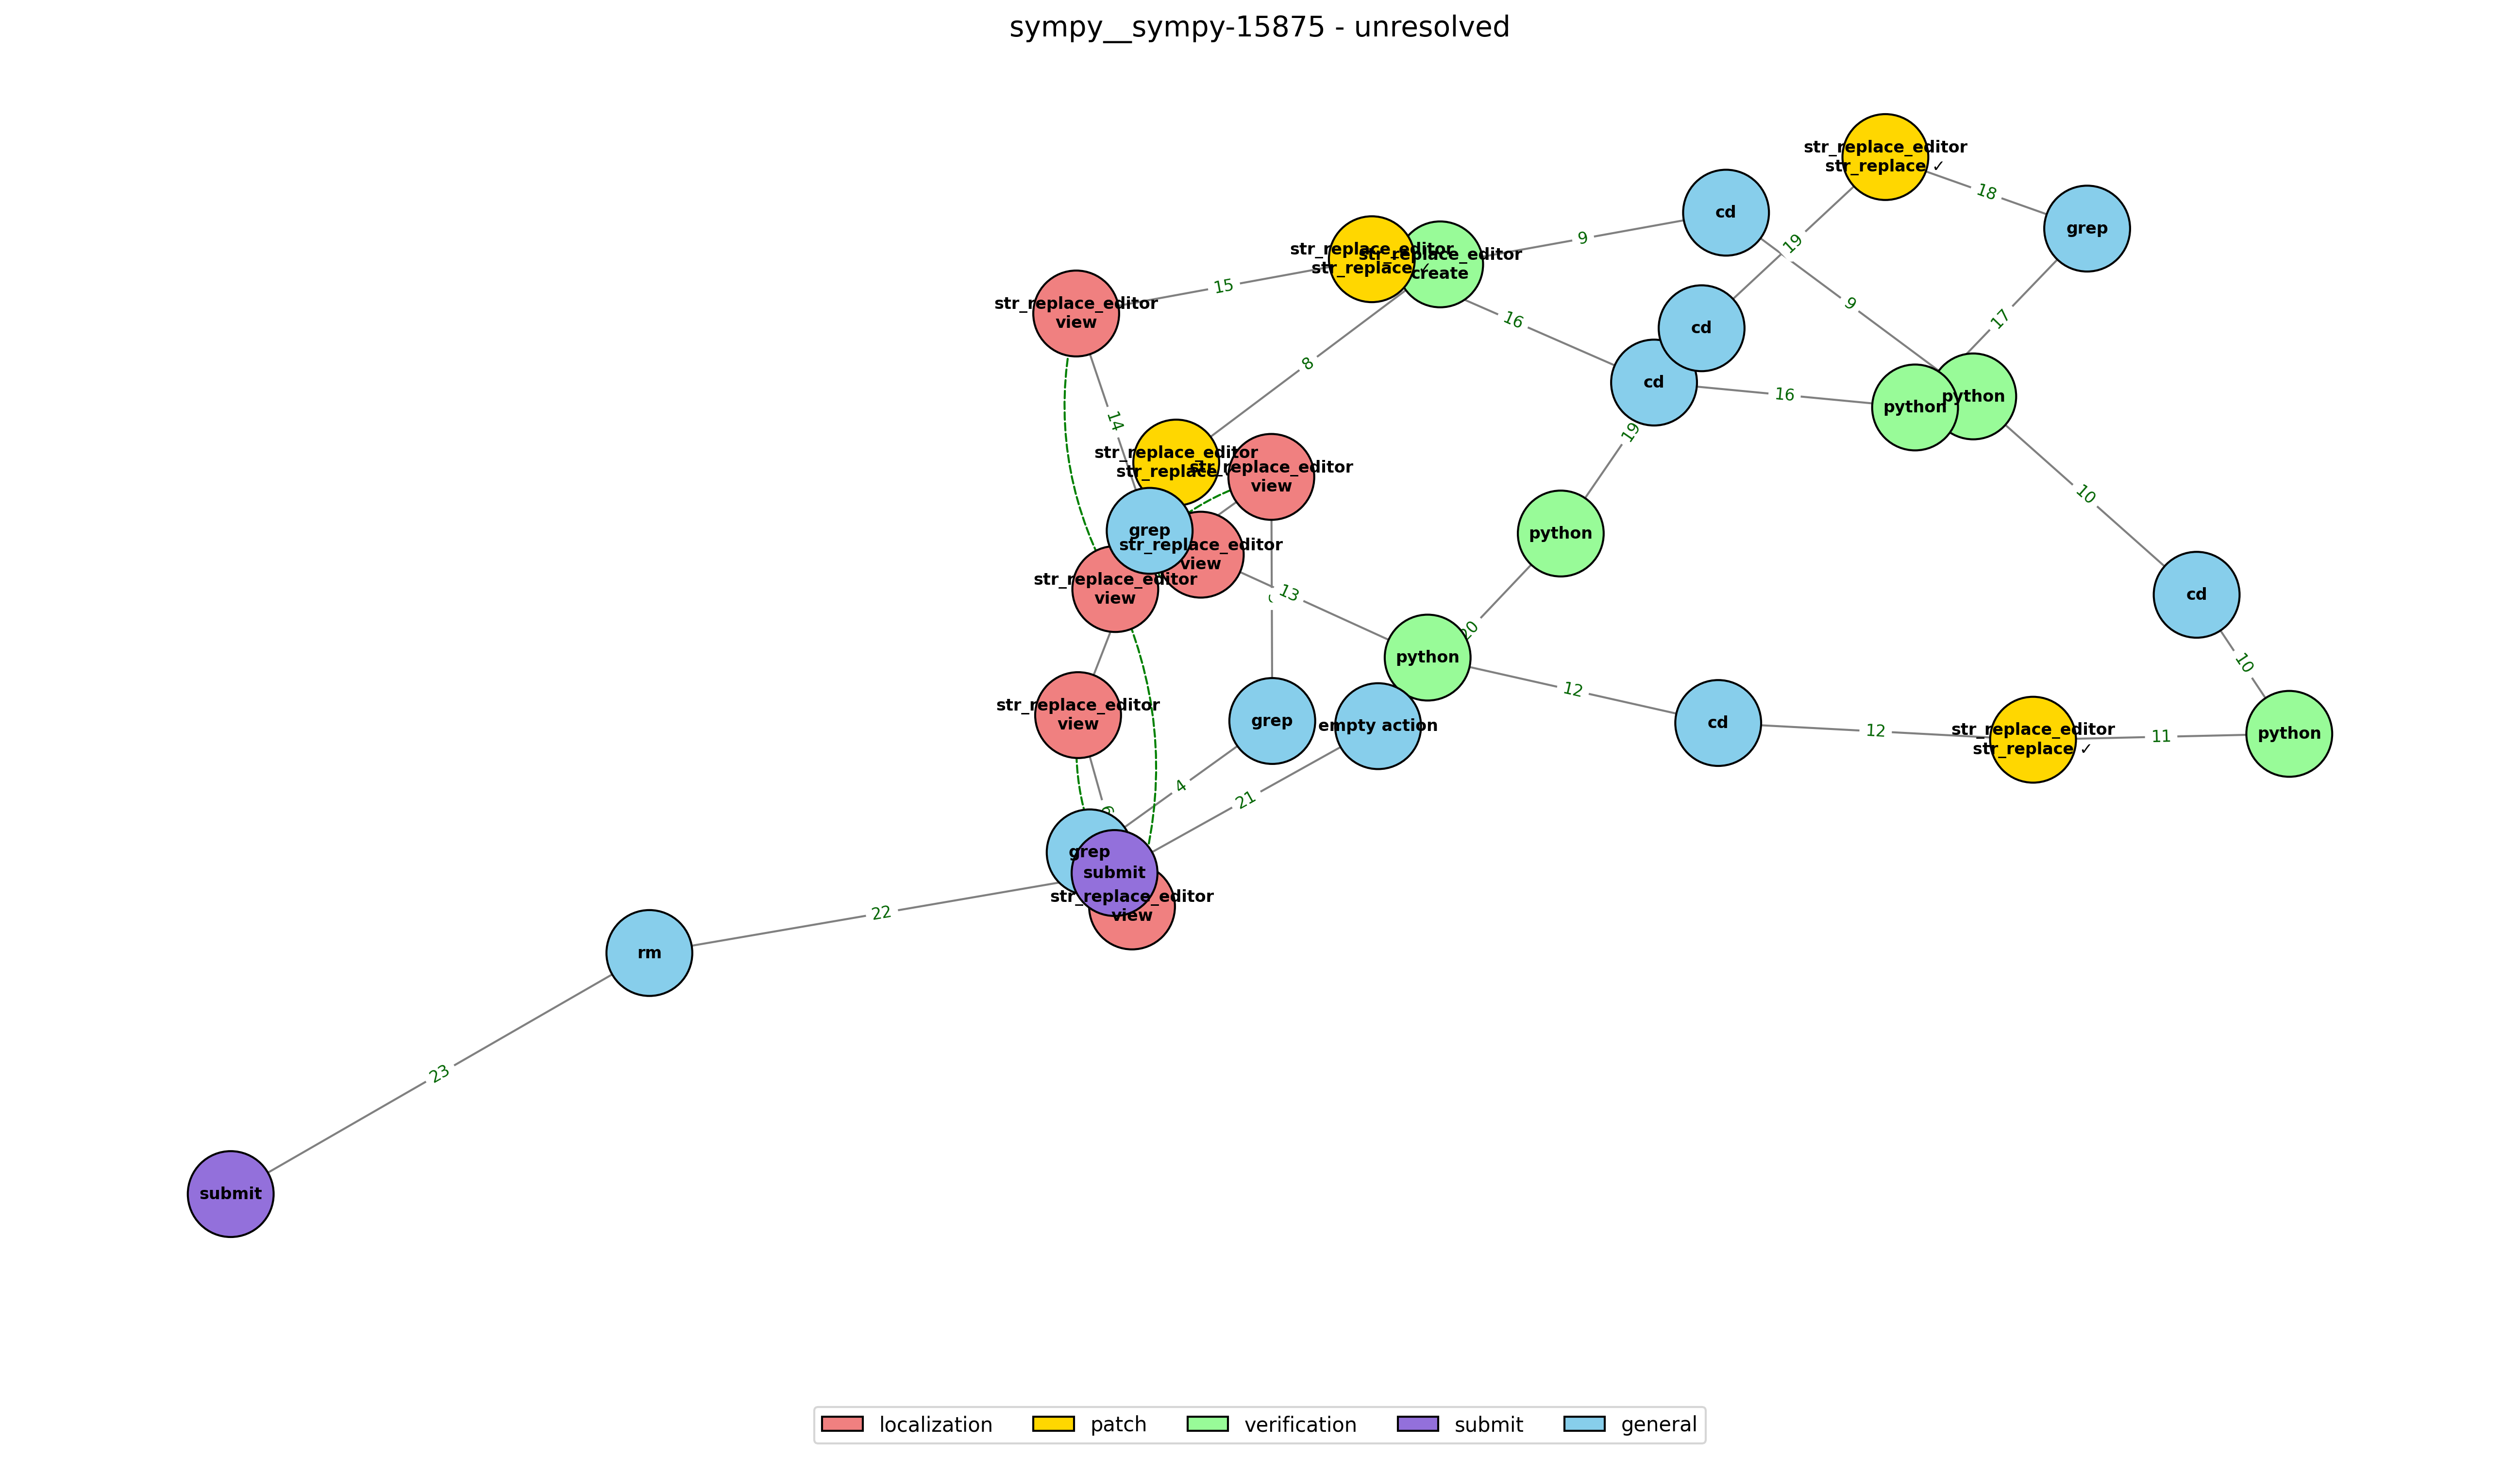 sympy__sympy-15875 - unresolved
str_replace_editor
str_replace ✓
18
cd
grep
9
19
str_replace_editor
str_replace ✓
str_replace_editor
create
15
str_replace_editor
view
16
cd
9
17
8
cd
16
python
python
14
str_replace_editor
str_replace
str_replace_editor
view
19
10
grep
python
str_replace_editor
view
str_replace_editor
view
13
cd
20
python
10
12
str_replace_editor
view
grep
empty action
cd
12
str_replace_editor
str_replace ✓
11
python
4
21
6
grep
submit
str_replace_editor
view
22
rm
23
submit
localization
patch
verification
submit
general